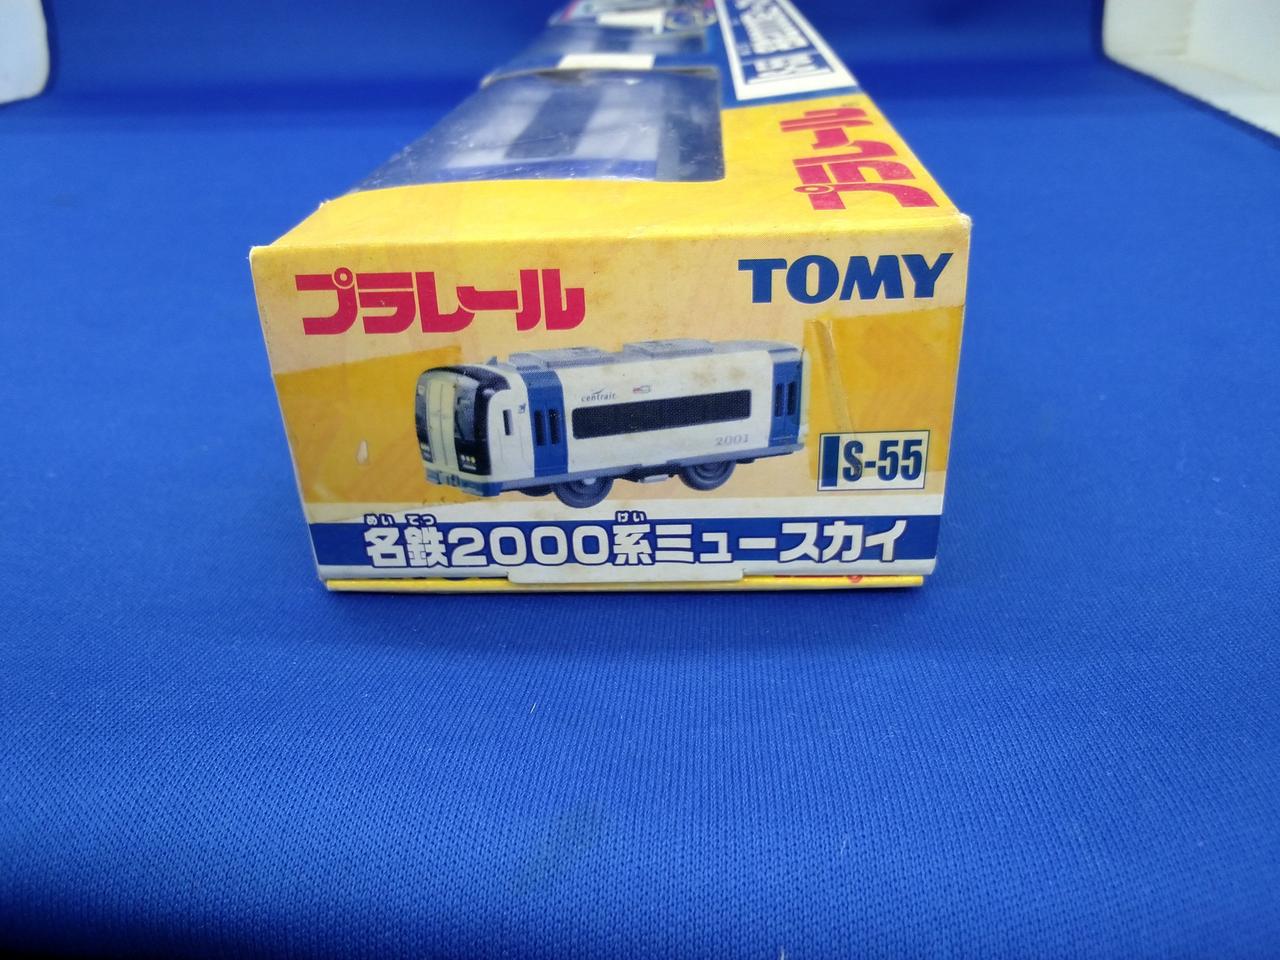 プラレール
プラレール
TOMY
centrair
2001
S-55
めいてつ けい
名鉄2000系ミュースカイ